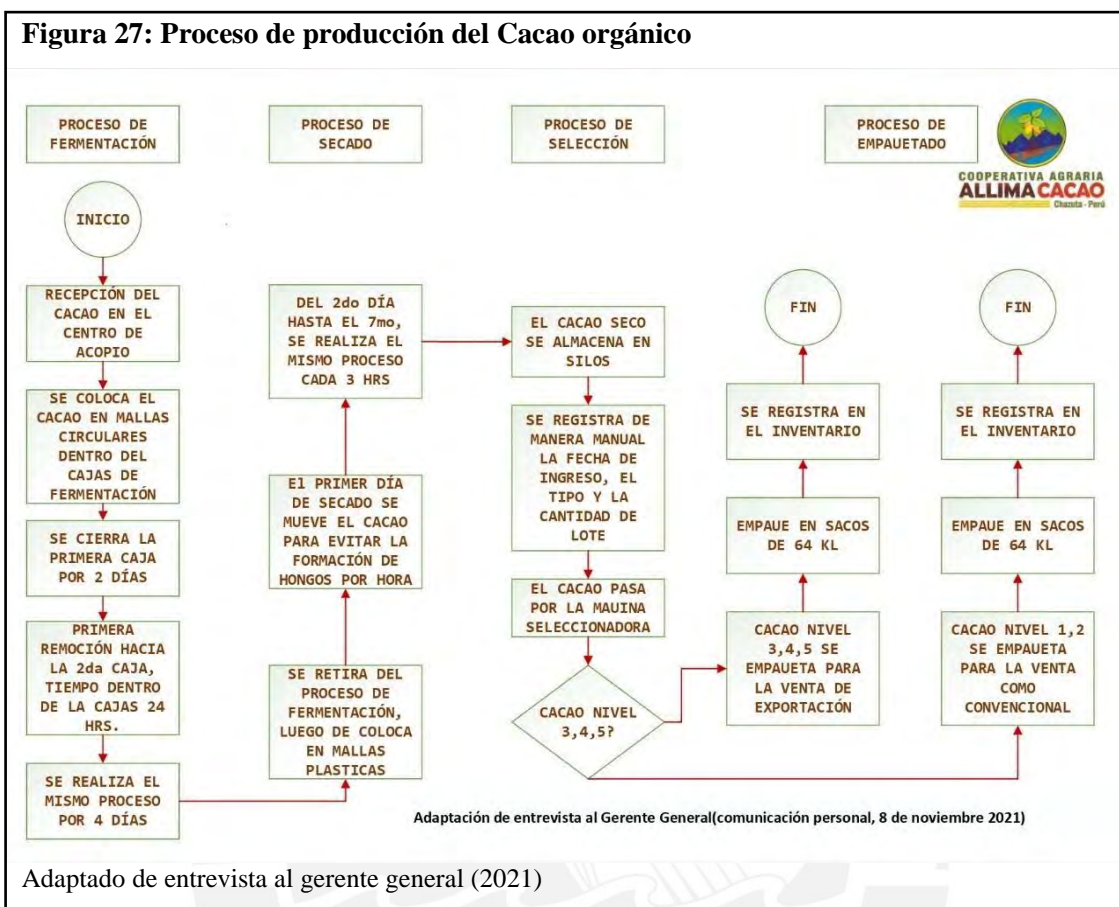 Figura 27: Proceso de producción del Cacao orgánico
PROCESO DE
FERMENTACIÓN
PROCESO DE
SECADO
PROCESO DE
SELECCIÓN
PROCESO DE
EMPAUETADO
COOPERATIVA AGRARIA
ALLIMA CACAO
Chazuta - Perú
INICIO
RECEPCIÓN DEL
CACAO EN EL
CENTRO DE
ACOPIO
SE COLOCA EL
CACAO EN MALLAS
CIRCULARES
DENTRO DEL
CAJAS DE
FERMENTACIÓN
SE CIERRA LA
PRIMERA CAJA
POR 2 DÍAS
PRIMERA
REMOCIÓN HACIA
LA 2da CAJA,
TIEMPO DENTRO
DE LA CAJAS 24
HRS.
SE REALIZA EL
MISMO PROCESO
POR 4 DÍAS
SE RETIRA DEL
PROCESO DE
FERMENTACIÓN,
LUEGO DE COLOCA
EN MALLAS
PLASTICAS
El PRIMER DÍA
DE SECADO SE
MUEVE EL CACAO
PARA EVITAR LA
FORMACIÓN DE
HONGOS POR HORA
DEL 2do DÍA
HASTA EL 7mo,
SE REALIZA EL
MISMO PROCESO
CADA 3 HRS
EL CACAO SECO
SE ALMACENA EN
SILOS
SE REGISTRA DE
MANERA MANUAL
LA FECHA DE
INGRESO, EL
TIPO Y LA
CANTIDAD DE
LOTE
EL CACAO PASA
POR LA MAUINA
SELECCIONADORA
CACAO NIVEL
3,4,5?
CACAO NIVEL
3,4,5 SE
EMPAUETA PARA
LA VENTA DE
EXPORTACIÓN
EMPAUE EN SACOS
DE 64 KL
SE REGISTRA EN
EL INVENTARIO
FIN
CACAO NIVEL 1,2
SE EMPAUETA
PARA LA VENTA
COMO
CONVENCIONAL
EMPAUE EN SACOS
DE 64 KL
SE REGISTRA EN
EL INVENTARIO
FIN
Adaptación de entrevista al Gerente General(comunicación personal, 8 de noviembre 2021)
Adaptado de entrevista al gerente general (2021)